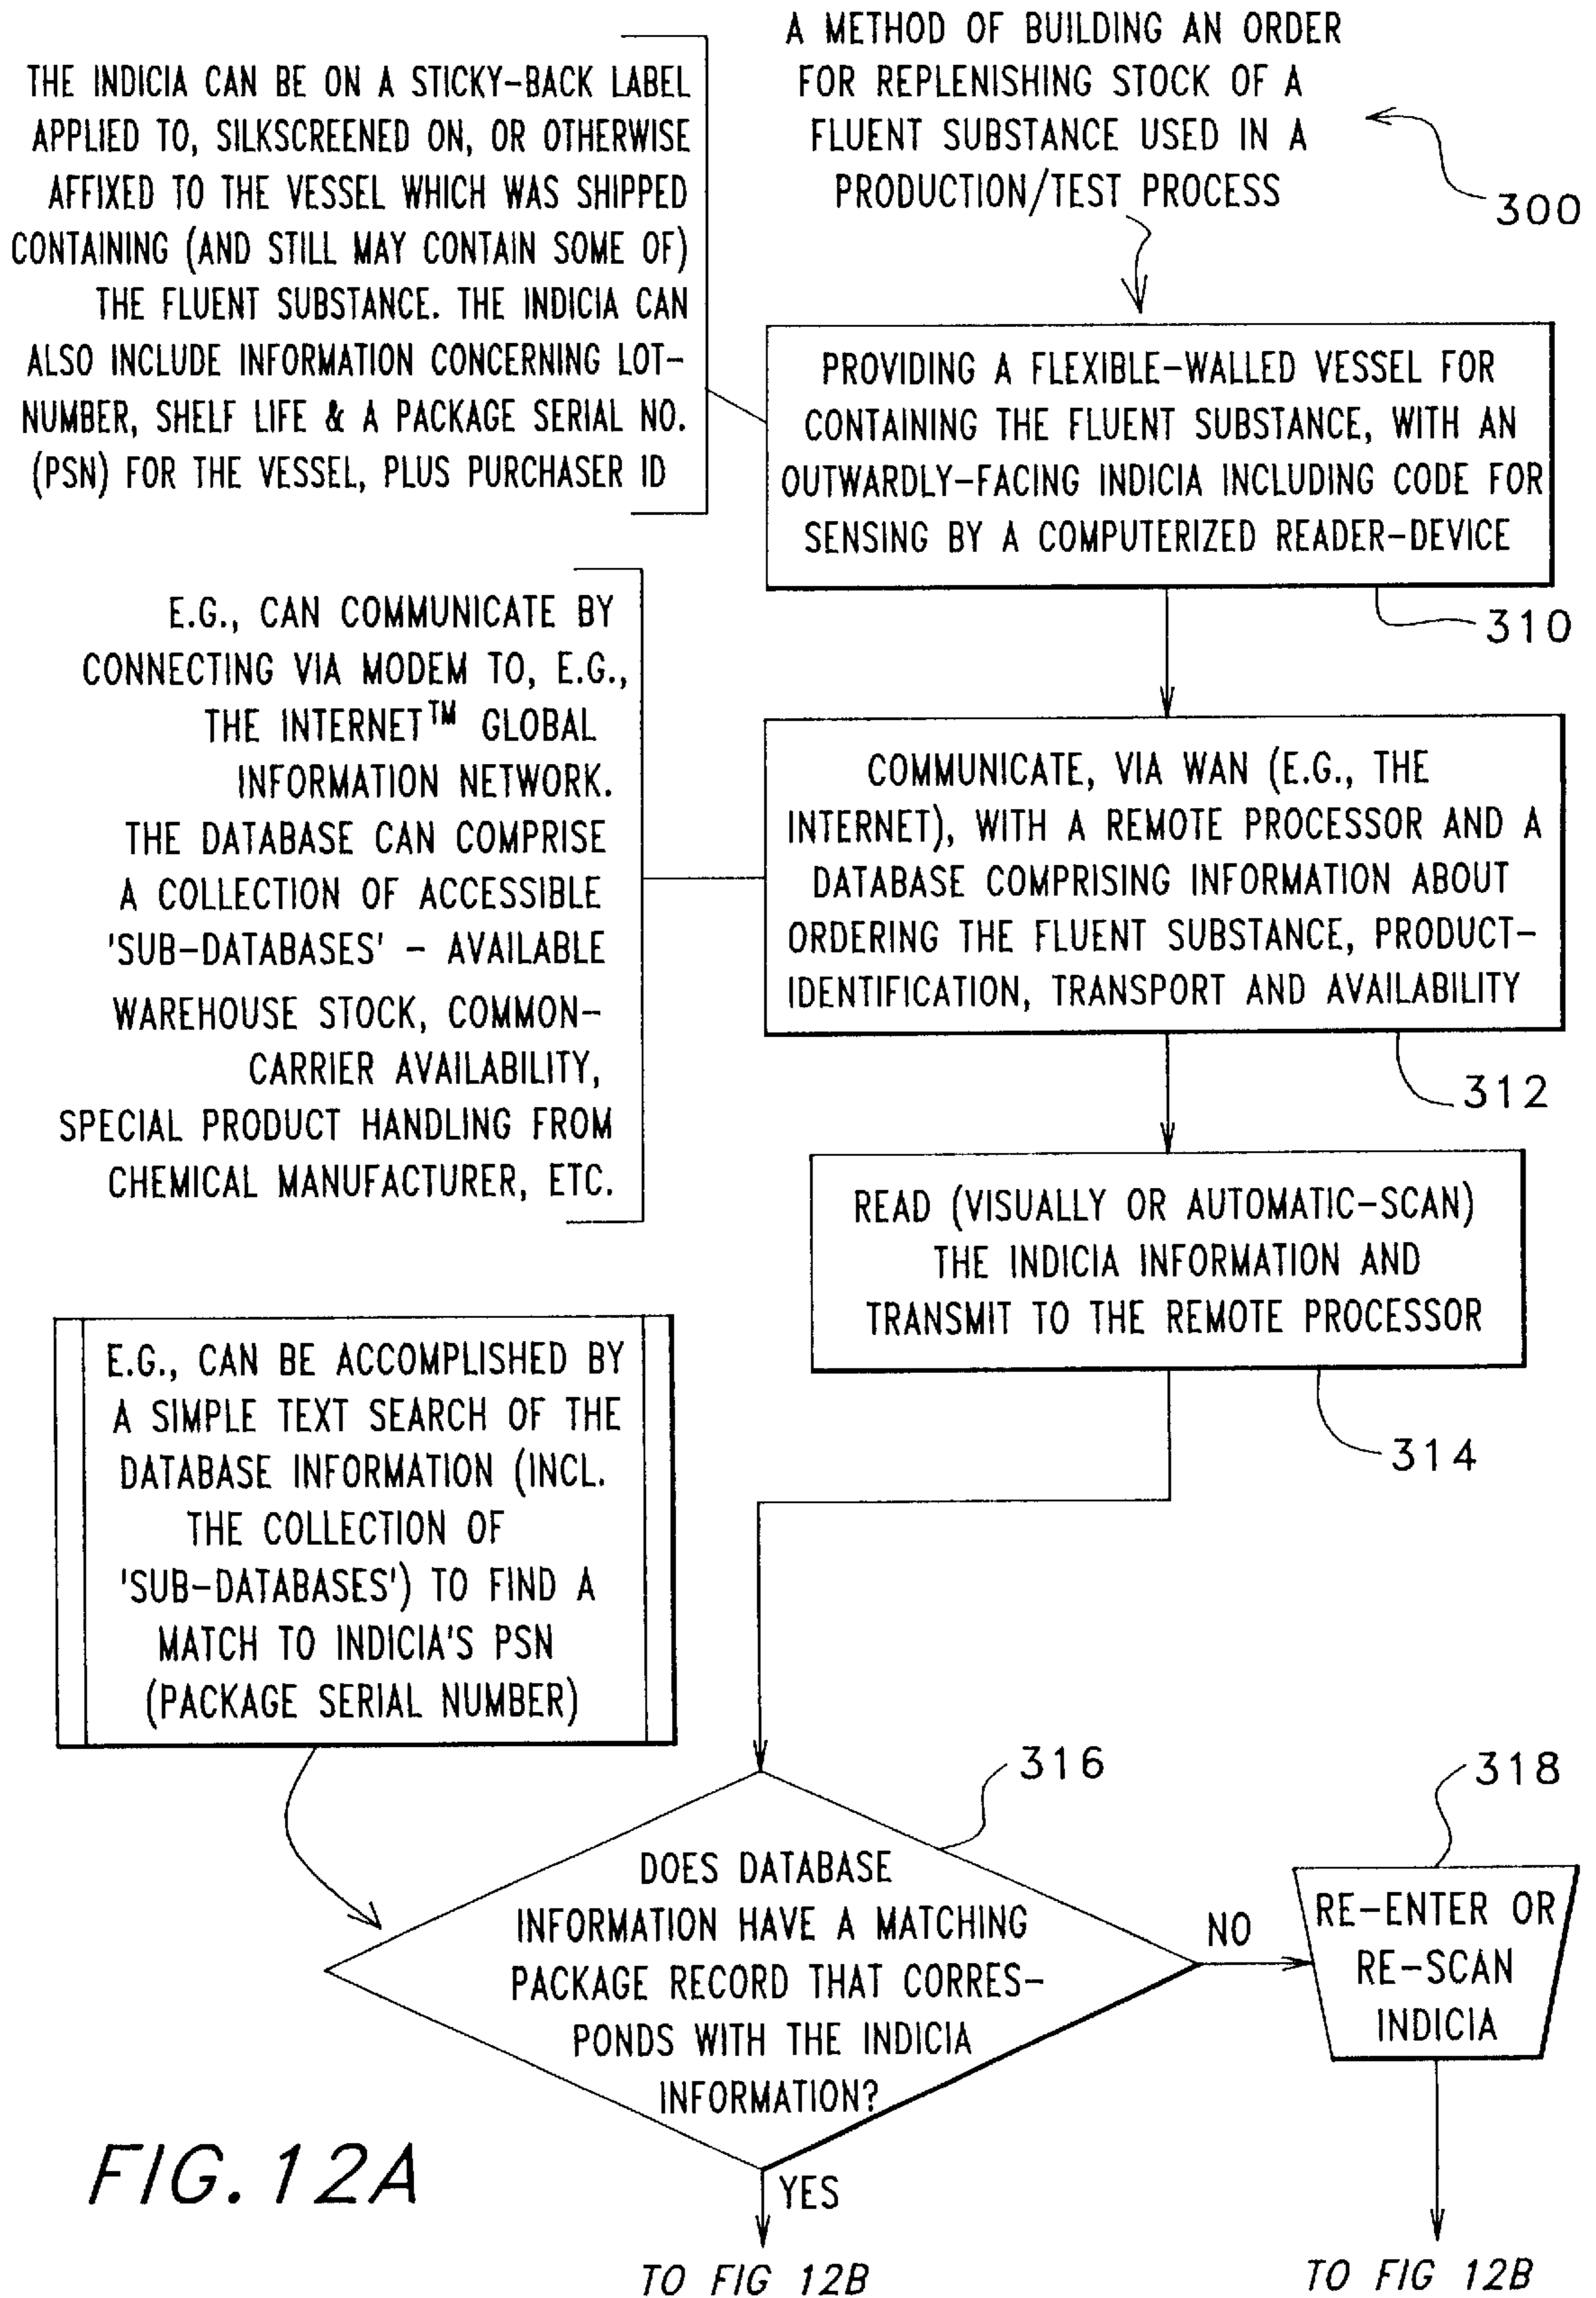 A METHOD OF BUILDING AN ORDER
FOR REPLENISHING STOCK OF A
FLUENT SUBSTANCE USED IN A
PRODUCTION/TEST PROCESS
300
THE INDICIA CAN BE ON A STICKY-BACK LABEL
APPLIED TO, SILKSCREENED ON, OR OTHERWISE
AFFIXED TO THE VESSEL WHICH WAS SHIPPED
CONTAINING (AND STILL MAY CONTAIN SOME OF)
THE FLUENT SUBSTANCE. THE INDICIA CAN
ALSO INCLUDE INFORMATION CONCERNING LOT-
NUMBER, SHELF LIFE & A PACKAGE SERIAL NO.
(PSN) FOR THE VESSEL, PLUS PURCHASER ID
PROVIDING A FLEXIBLE-WALLED VESSEL FOR
CONTAINING THE FLUENT SUBSTANCE, WITH AN
OUTWARDLY-FACING INDICIA INCLUDING CODE FOR
SENSING BY A COMPUTERIZED READER-DEVICE
310
E.G., CAN COMMUNICATE BY
CONNECTING VIA MODEM TO, E.G.,
THE INTERNET™ GLOBAL
INFORMATION NETWORK.
THE DATABASE CAN COMPRISE
A COLLECTION OF ACCESSIBLE
'SUB-DATABASES' - AVAILABLE
WAREHOUSE STOCK, COMMON-
CARRIER AVAILABILITY,
SPECIAL PRODUCT HANDLING FROM
CHEMICAL MANUFACTURER, ETC.
COMMUNICATE, VIA WAN (E.G., THE
INTERNET), WITH A REMOTE PROCESSOR AND A
DATABASE COMPRISING INFORMATION ABOUT
ORDERING THE FLUENT SUBSTANCE, PRODUCT-
IDENTIFICATION, TRANSPORT AND AVAILABILITY
312
READ (VISUALLY OR AUTOMATIC-SCAN)
THE INDICIA INFORMATION AND
TRANSMIT TO THE REMOTE PROCESSOR
314
E.G., CAN BE ACCOMPLISHED BY
A SIMPLE TEXT SEARCH OF THE
DATABASE INFORMATION (INCL.
THE COLLECTION OF
'SUB-DATABASES') TO FIND A
MATCH TO INDICIA'S PSN
(PACKAGE SERIAL NUMBER)
316
DOES DATABASE
INFORMATION HAVE A MATCHING
PACKAGE RECORD THAT CORRES-
PONDS WITH THE INDICIA
INFORMATION?
NO
318
RE-ENTER OR
RE-SCAN
INDICIA
YES
TO FIG 12B
TO FIG 12B
FIG. 12A